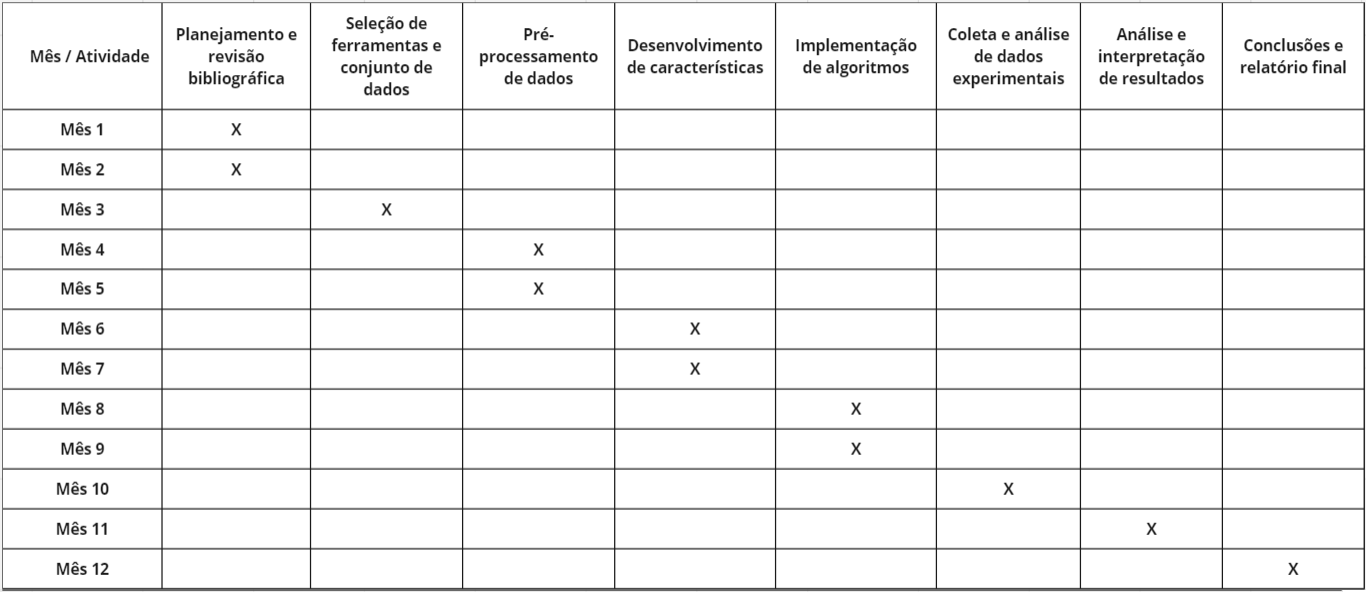 Mês / Atividade
Planejamento e
revisão
bibliográfica
Seleção de
ferramentas e
conjunto de
dados
Pré-
processamento
de dados
Desenvolvimento
de características
Implementação
de algoritmos
Coleta e análise
de dados
experimentais
Análise e
interpretação
de resultados
Conclusões e
relatório final
Mês 1 X
Mês 2 X
Mês 3 X
Mês 4 X
Mês 5 X
Mês 6 X
Mês 7 X
Mês 8 X
Mês 9 X
Mês 10 X
Mês 11 X
Mês 12 X